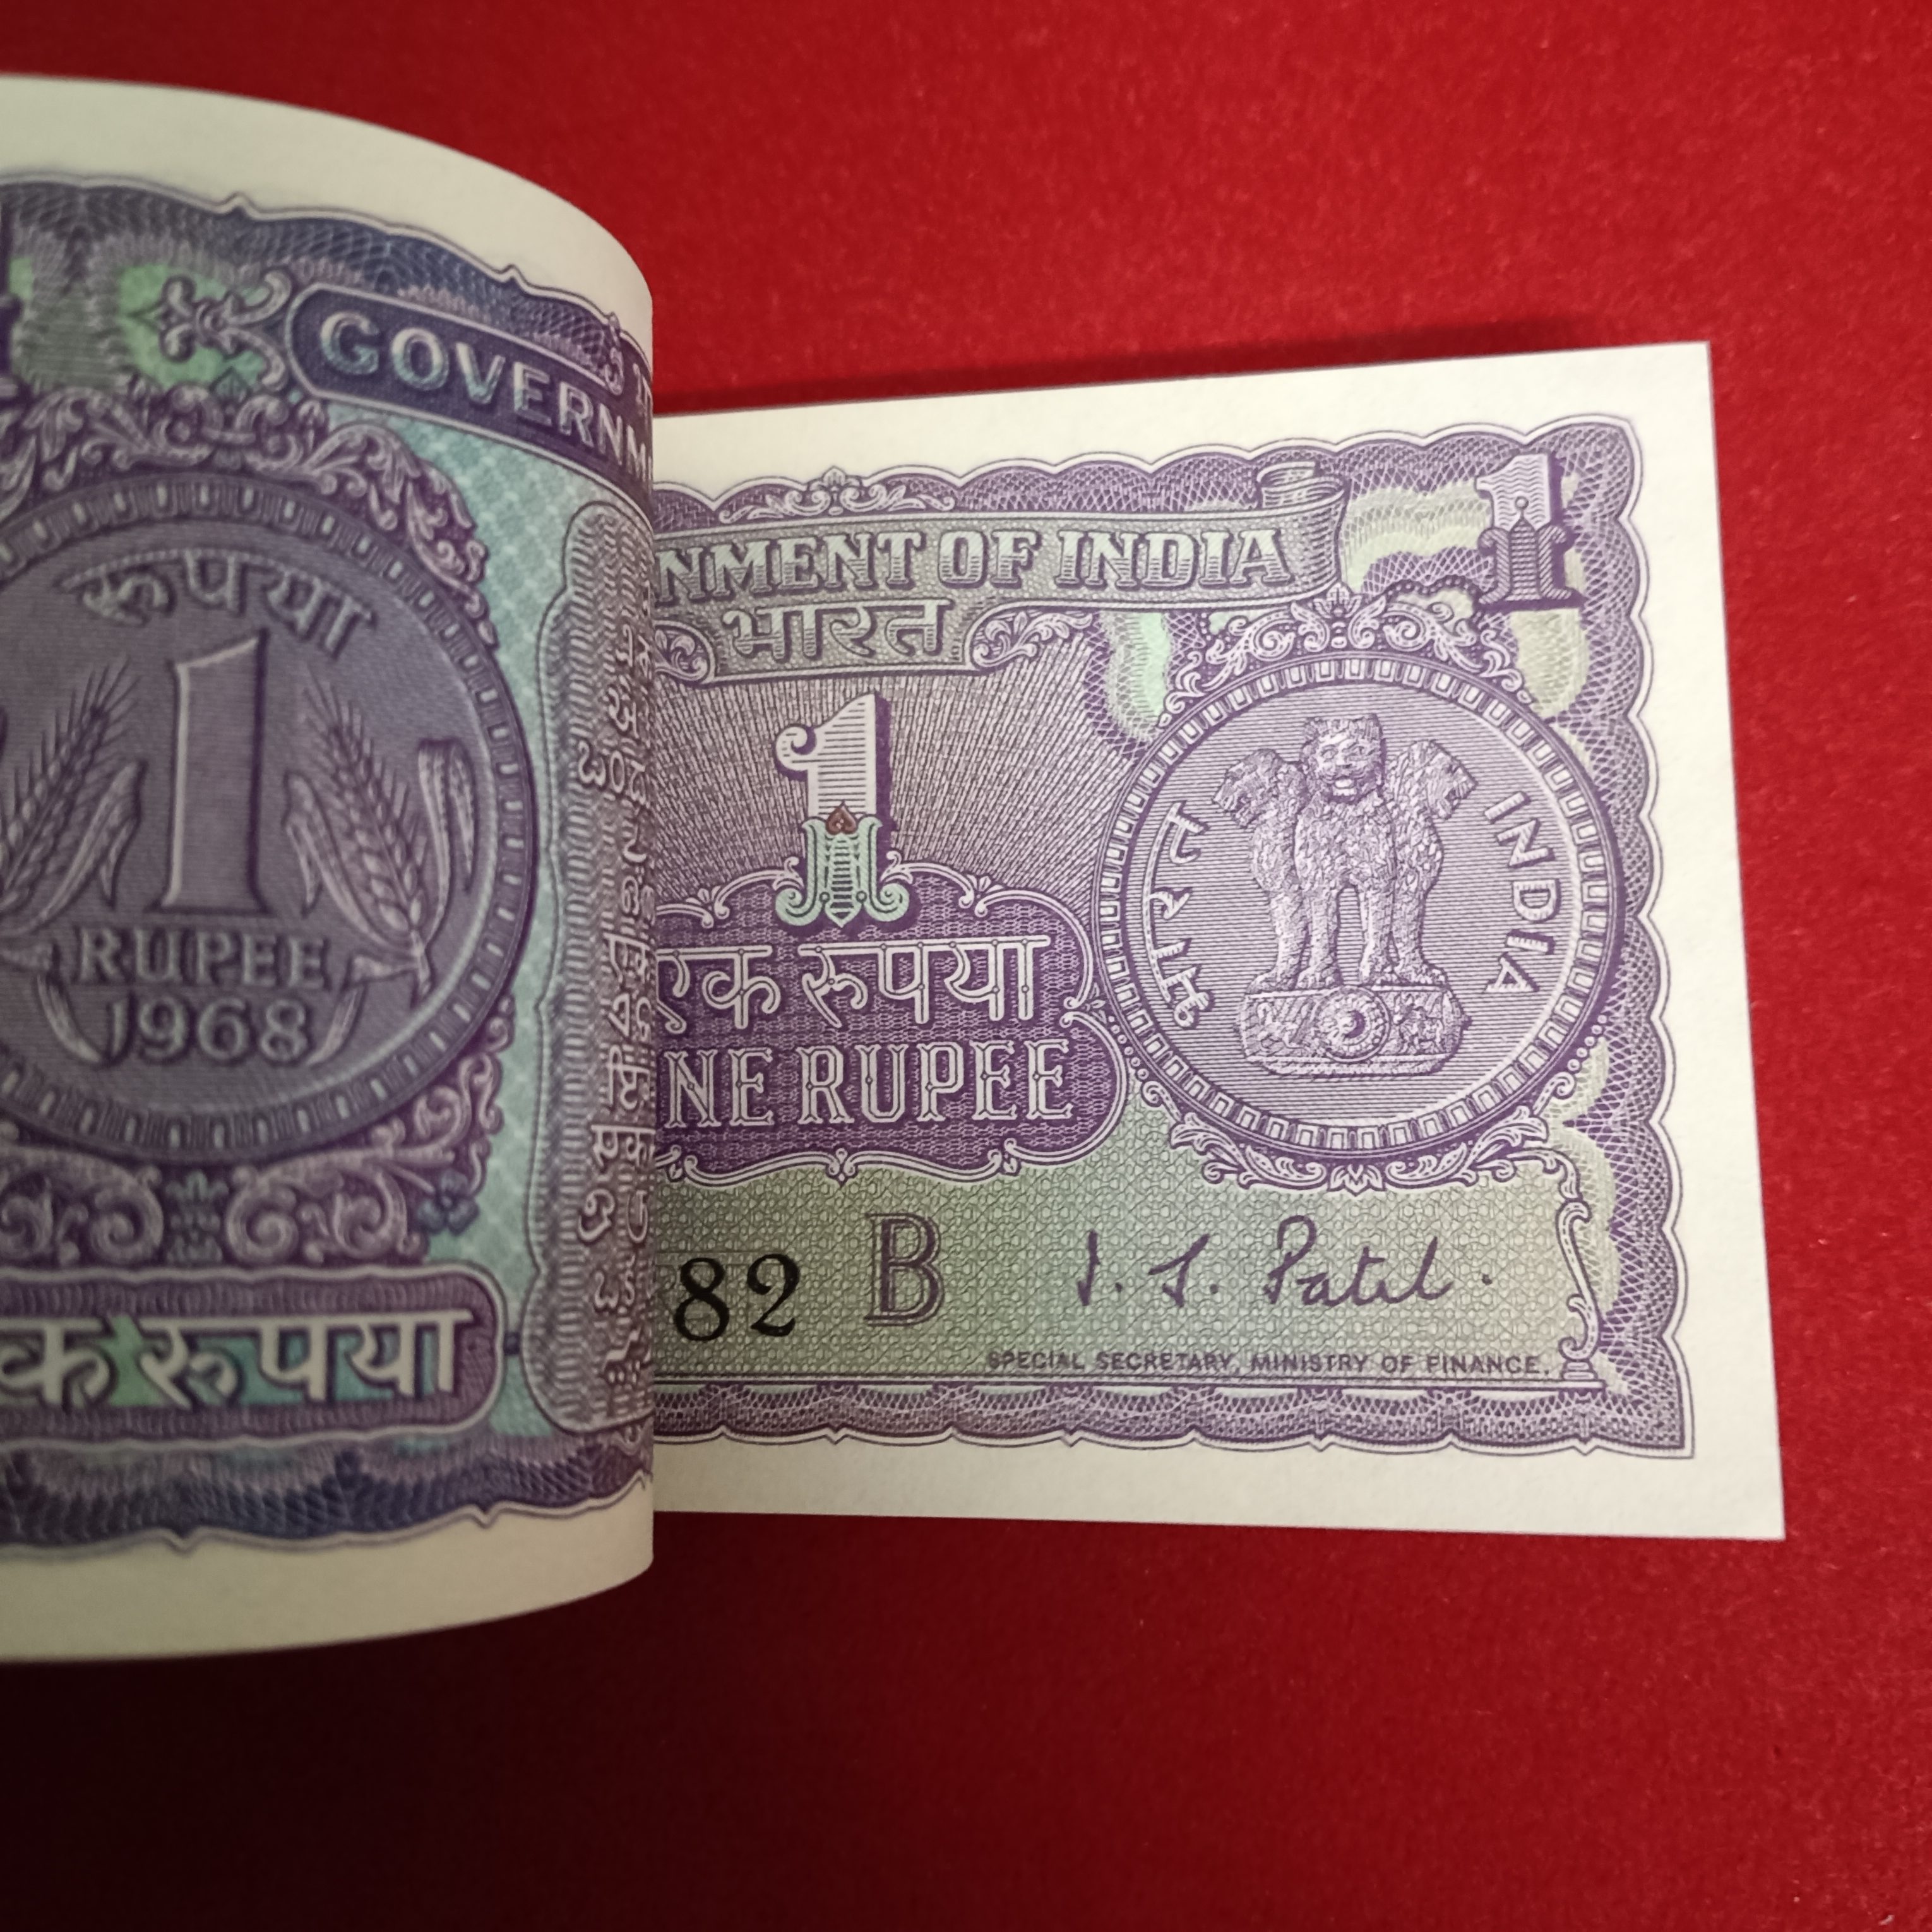 GOVERNM
रूपया
1
RUPEE
1968
क रुपया
NMENT OF INDIA
भारत
1
1
भारत
INDIA
एक रुपया
NE RUPEE
82 B
I. G. Patel.
SPECIAL SECRETARY, MINISTRY OF FINANCE.